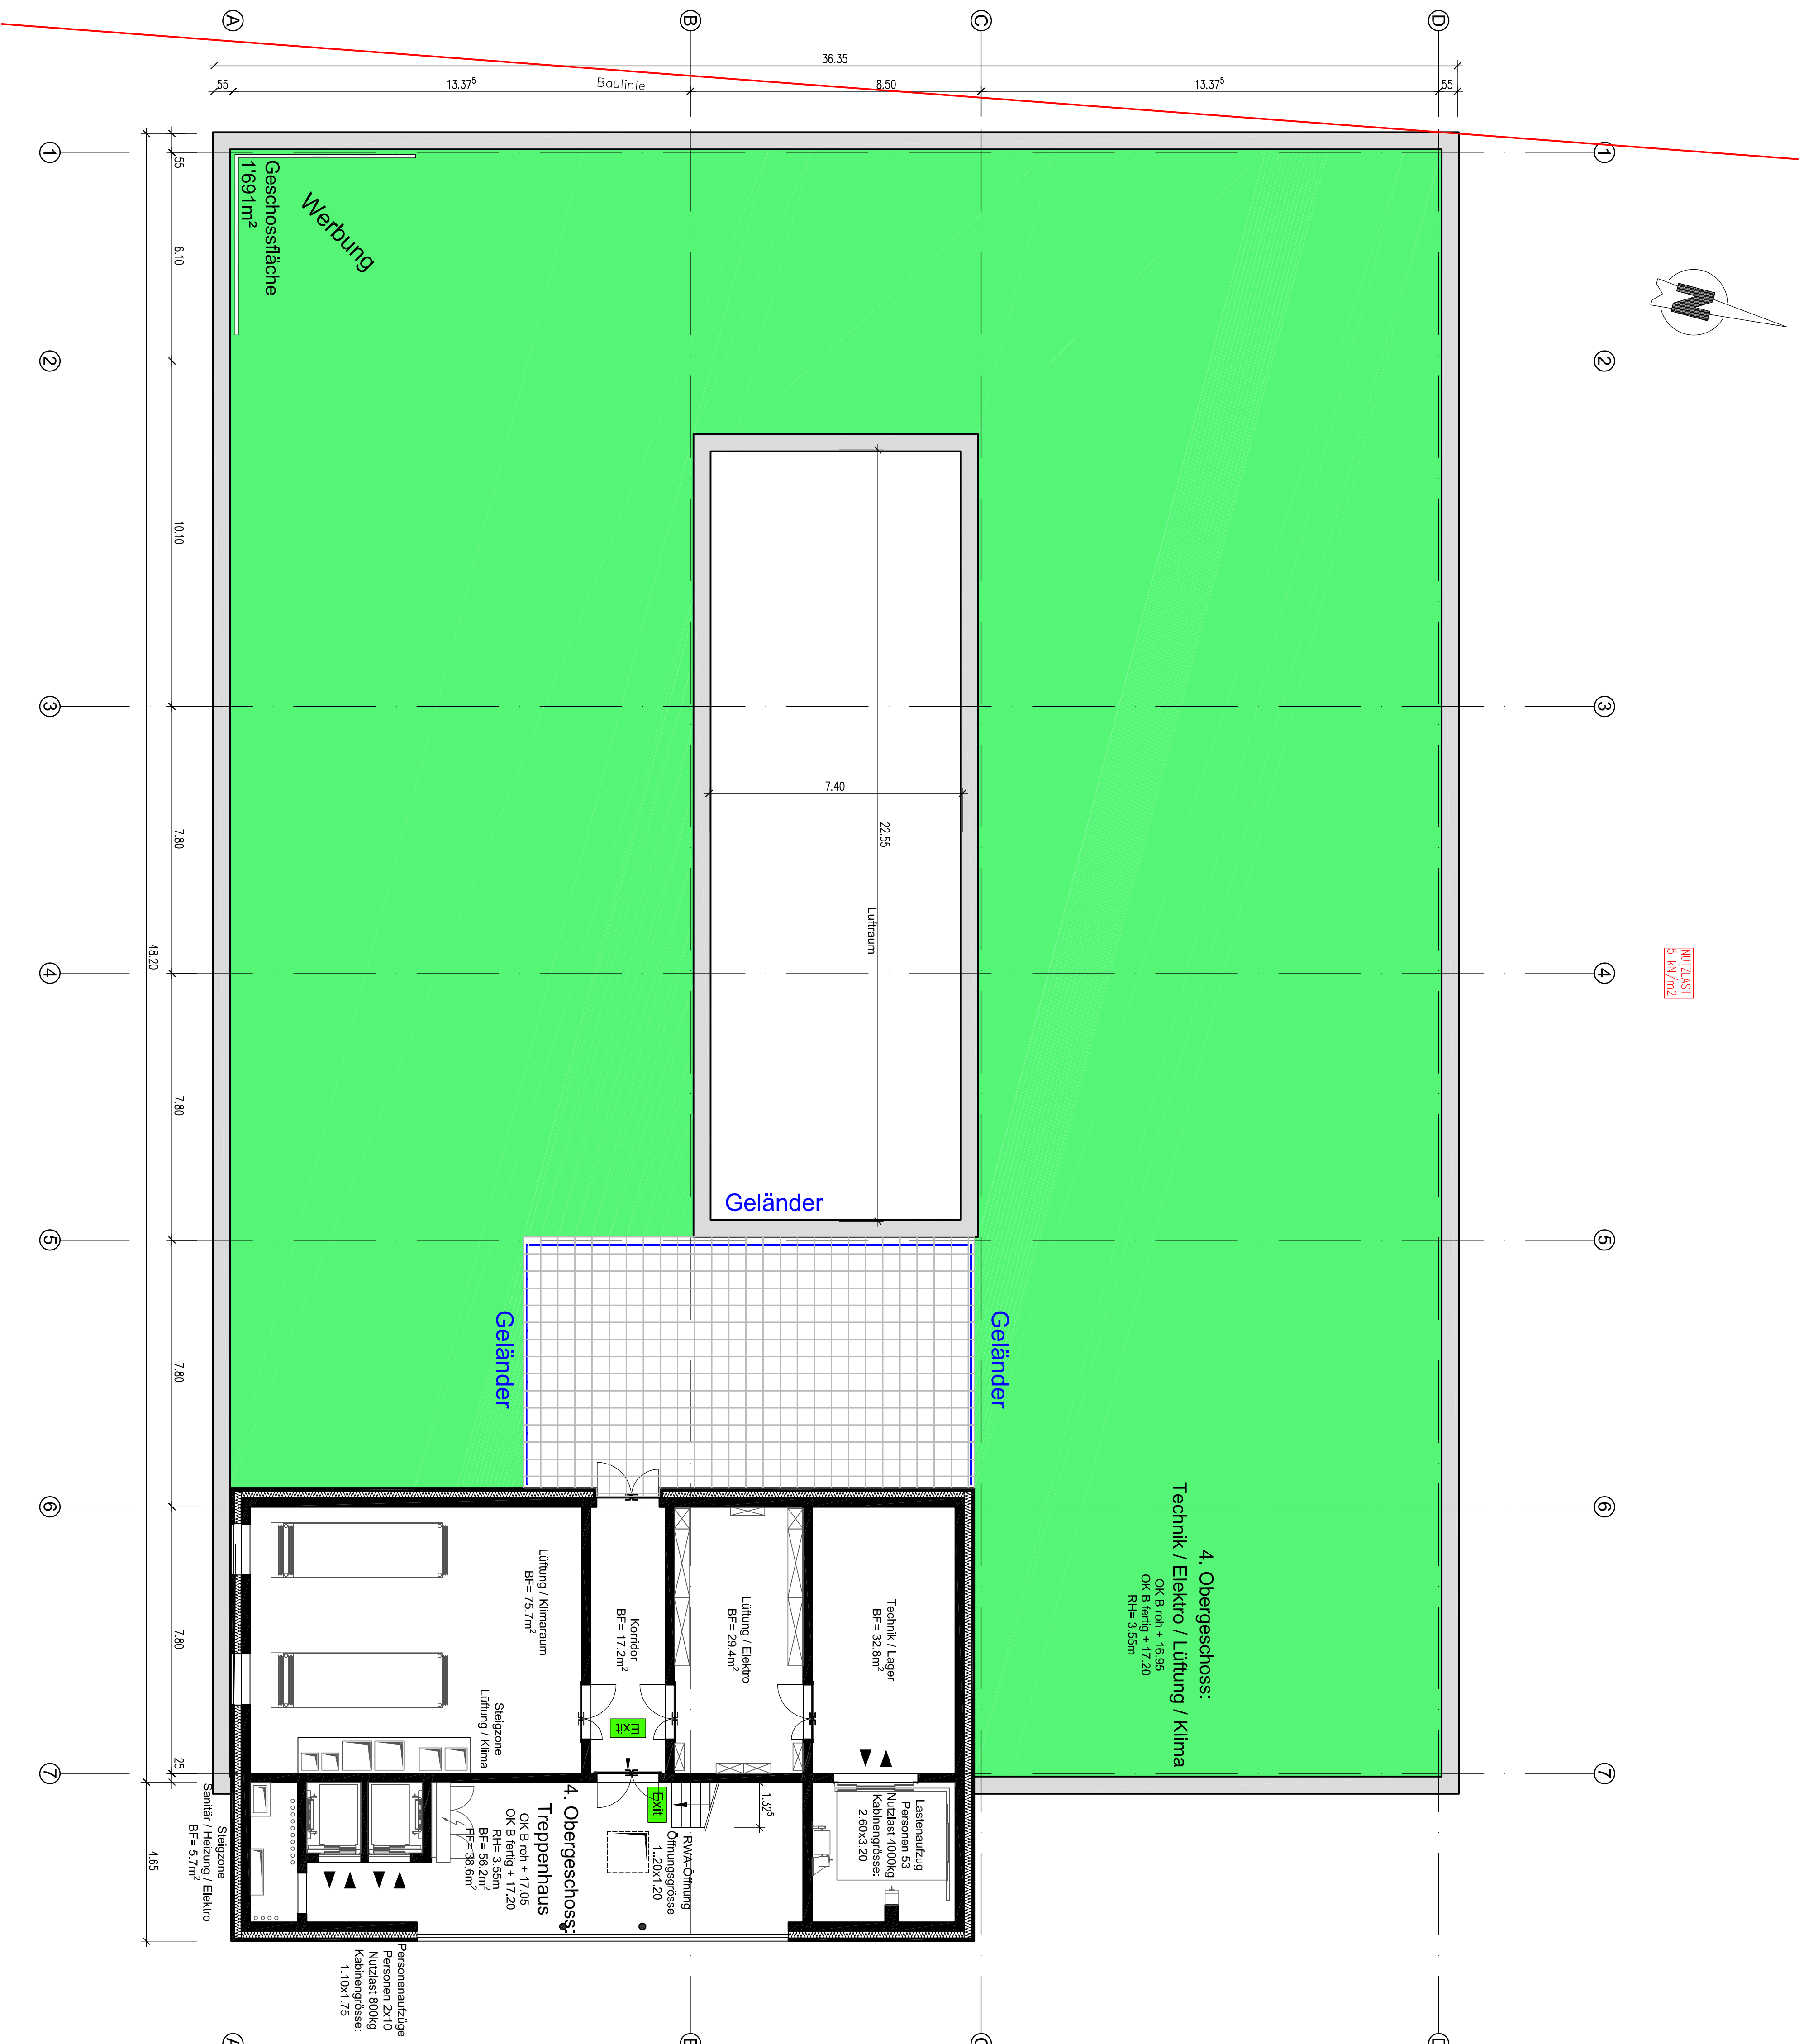 A
B
C
D
36.35
55
13.37⁵
Baulinie
8.50
13.37⁵
55
1
1
55
Geschossfläche
1'691m²
Werbung
N
6.10
2
2
10.10
3
3
7.40
22.55
Luftraum
7.80
NUTZLAST
5 kN/m2
48.20
4
4
7.80
Geländer
5
5
Geländer
Geländer
7.80
6
6
4. Obergeschoss:
Technik / Elektro / Lüftung / Klima
OK B roh + 16.95
OK B fertig + 17.20
RH= 3.55m
Technik / Lager
BF= 32.8m²
Lüftung / Elektro
BF= 29.4m²
Korridor
BF= 17.2m²
Lüftung / Klimaraum
BF= 75.7m²
7.80
Steigzone
Lüftung / Klima
Exit
7
7
25
Exit
1.32⁵
Lastenaufzug
Personen 53
Nutzlast 4000kg
Kabinengrösse:
2.60x3.20
RWA-Öffnung
Öffnungsgrösse
1..20x1.20
4. Obergeschoss:
Treppenhaus
OK B roh + 17.05
OK B fertig + 17.20
RH= 3.55m
BF= 56.2m²
FF= 38.6m²
Steigzone
Sanitär / Heizung / Elektro
BF= 5.7m²
4.65
Personenaufzüge
Personen 2x10
Nutzlast 800kg
Kabinengrösse:
1.10x1.75
A
B
C
D